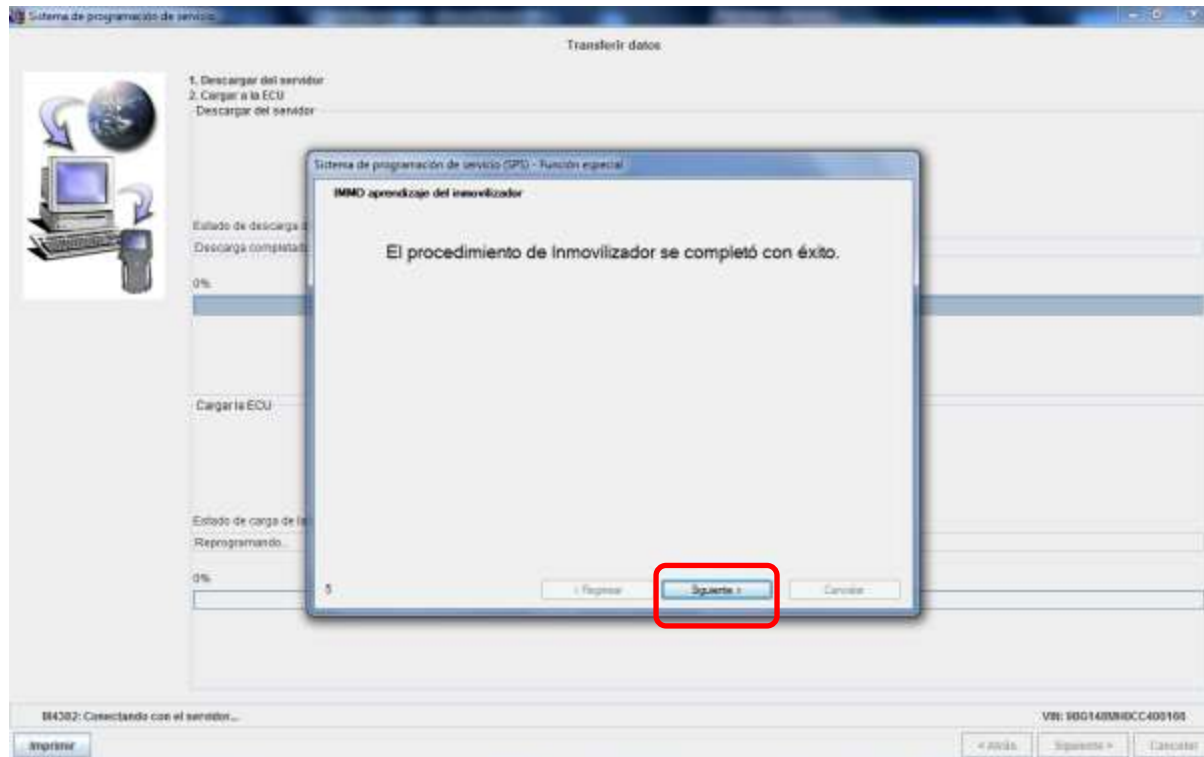 Sistema de programación de servicio
Transferir datos
1. Descargar del servidor
2. Cargar a la ECU
Descargar del servidor
Sistema de programación de servicio (SPS) - Función especial
IMMO aprendizaje del inmovilizador
Estado de descarga
Descarga completada
El procedimiento de Inmovilizador se completó con éxito.
0%
Cargar la ECU
Estado de carga de la
Reprogramando...
0%
5
< Regresar
Siguiente >
Cancelar
Conectando con el servidor...
VIN:
Imprimir
< Atrás
Siguiente >
Cancelar